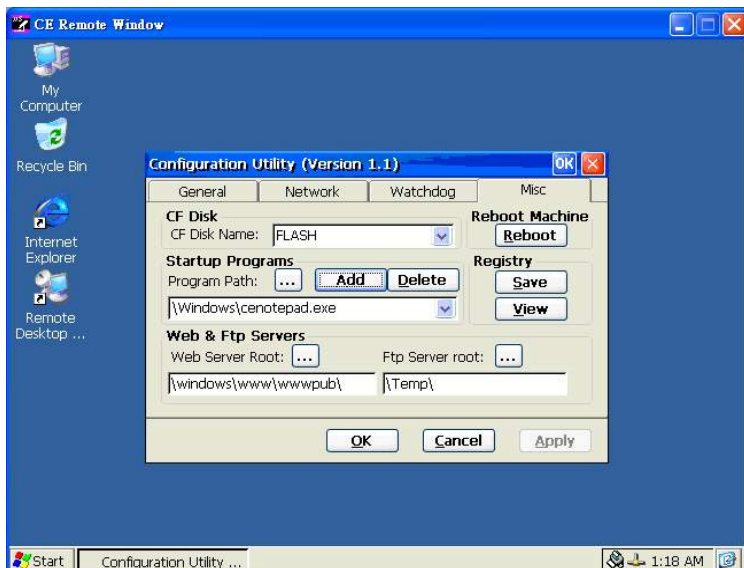 CE Remote Window
My
Computer
Recycle Bin
Internet
Explorer
Remote
Desktop ...
Configuration Utility (Version 1.1) OK
General Network Watchdog Misc
CF Disk Reboot Machine
CF Disk Name: FLASH Reboot
Startup Programs Registry
Program Path: ... Add Delete Save
\Windows\cenotepad.exe View
Web & Ftp Servers
Web Server Root: ... Ftp Server root: ...
\windows\www\wwwpub\ \Temp\
OK Cancel Apply
Start Configuration Utility ... 1:18 AM